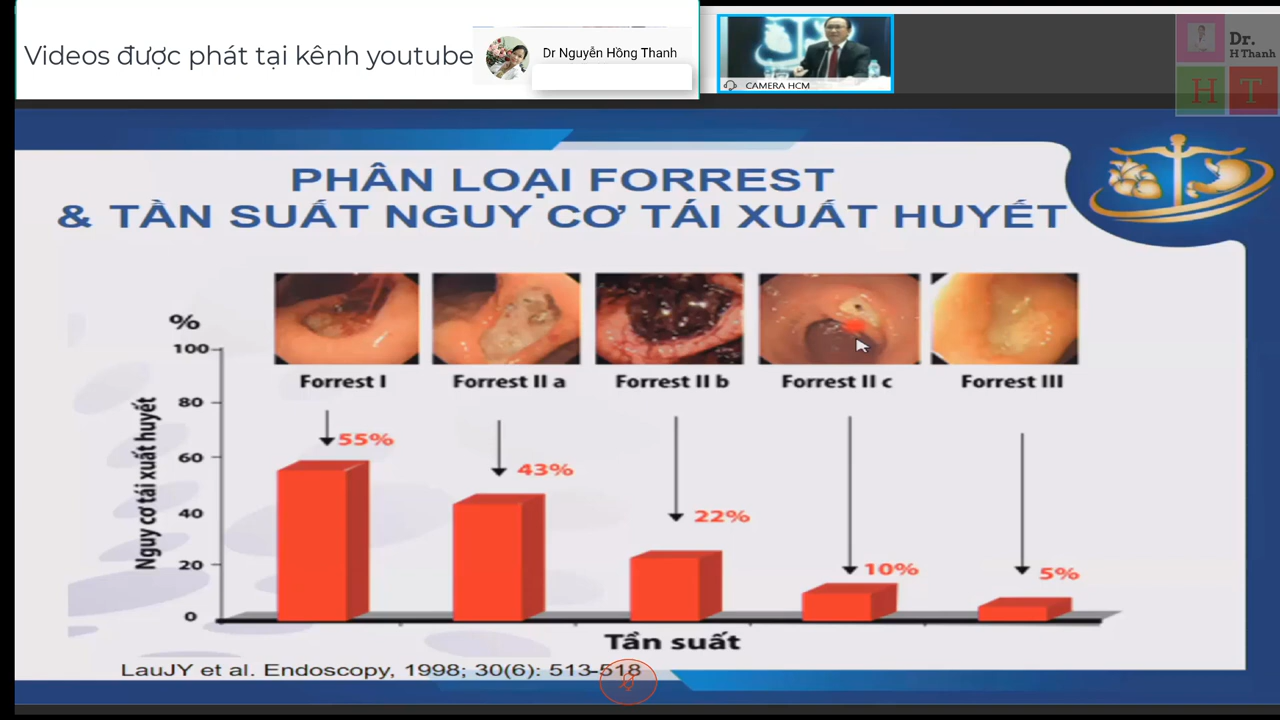 Videos được phát tại kênh youtube
Dr Nguyễn Hồng Thanh
CAMERA HCM
Dr.
H Thanh
H T
PHÂN LOẠI FORREST
& TẦN SUẤT NGUY CƠ TÁI XUẤT HUYẾT
%
100
80
60
40
20
0
Nguy cơ tái xuất huyết
Forrest I
Forrest II a
Forrest II b
Forrest II c
Forrest III
55%
43%
22%
10%
5%
Tần suất
LauJY et al. Endoscopy, 1998; 30(6): 513-518